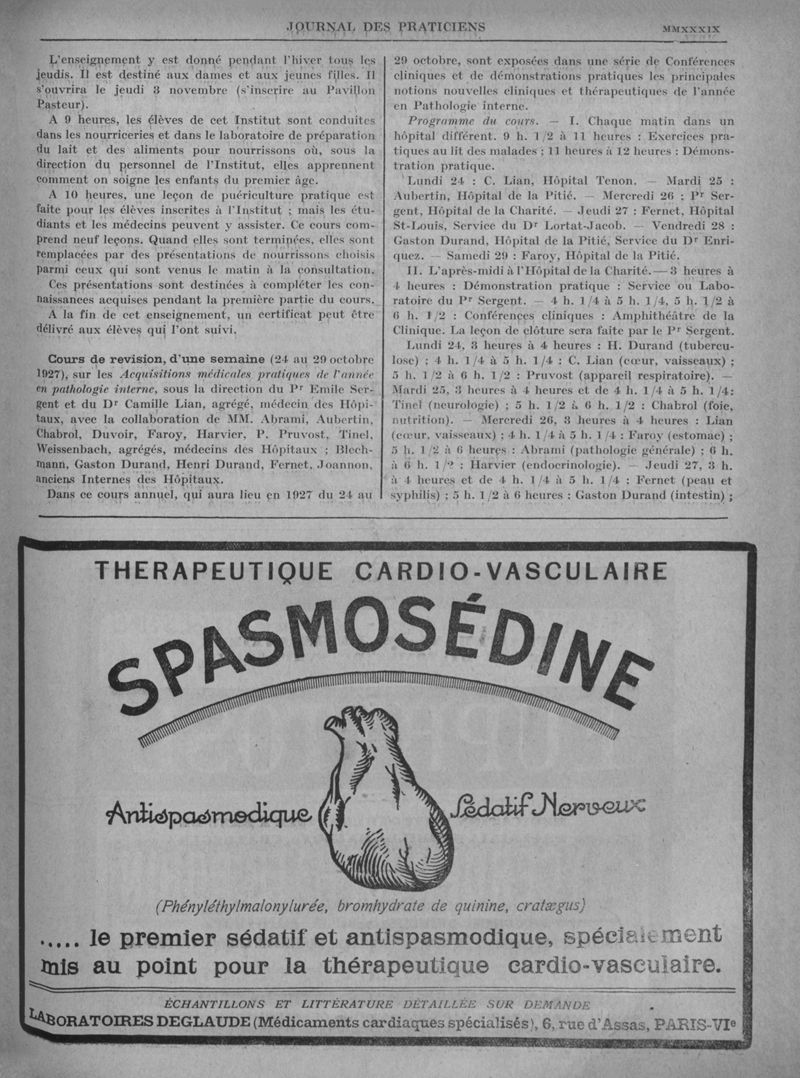 JOURNAL DES PRATICIENS
MMXXXIX
L'enseignement y est donné pendant l'hiver tous les
jeudis. Il est destiné aux dames et aux jeunes filles. Il
s'ouvrira le jeudi 3 novembre (s'inscrire au Pavillon
Pasteur).
A 9 heures, les élèves de cet Institut sont conduites
dans les nourriceries et dans le laboratoire de préparation
du lait et des aliments pour nourrissons où, sous la
direction du personnel de l'Institut, elles apprennent
comment on soigne les enfants du premier âge.
A 10 heures, une leçon de puériculture pratique est
faite pour les élèves inscrites à l'Institut ; mais les étu-
diants et les médecins peuvent y assister. Ce cours com-
prend neuf leçons. Quand elles sont terminées, elles sont
remplacées par des présentations de nourrissons choisis
parmi ceux qui sont venus le matin à la consultation.
Ces présentations sont destinées à compléter les con-
naissances acquises pendant la première partie du cours.
A la fin de cet enseignement, un certificat peut être
délivré aux élèves qui l'ont suivi.
Cours de revision, d'une semaine (24 au 29 octobre
1927), sur les Acquisitions médicales pratiques de l'année
en pathologie interne, sous la direction du Pr Emile Ser-
gent et du Dr Camille Lian, agrégé, médecin des Hôpi-
taux, avec la collaboration de MM. Abrami, Aubertin,
Chabrol, Duvoir, Faroy, Harvier, P. Pruvost, Tinel,
Weissenbach, agrégés, médecins des Hôpitaux ; Blech-
mann, Gaston Durand, Henri Durand, Fernet, Joannon,
anciens Internes des Hôpitaux.
Dans ce cours annuel, qui aura lieu en 1927 du 24 au
29 octobre, sont exposées dans une série de Conférences
cliniques et de démonstrations pratiques les principales
notions nouvelles cliniques et thérapeutiques de l'année
en Pathologie interne.
Programme du cours. — I. Chaque matin dans un
hôpital différent. 9 h. 1/2 à 11 heures : Exercices pra-
tiques au lit des malades ; 11 heures à 12 heures : Démons-
tration pratique.
Lundi 24 : C. Lian, Hôpital Tenon. — Mardi 25 :
Aubertin, Hôpital de la Pitié. — Mercredi 26 : Pr Ser-
gent, Hôpital de la Charité. — Jeudi 27 : Fernet, Hôpital
St-Louis, Service du Dr Lortat-Jacob. — Vendredi 28 :
Gaston Durand, Hôpital de la Pitié, Service du Dr Enri-
quez. — Samedi 29 : Faroy, Hôpital de la Pitié.
II. L'après-midi à l'Hôpital de la Charité. — 3 heures à
4 heures : Démonstration pratique : Service ou Labo-
ratoire du Pr Sergent. — 4 h. 1/4 à 5 h. 1/4, 5 h. 1/2 à
6 h. 1/2 : Conférences cliniques : Amphithéâtre de la
Clinique. La leçon de clôture sera faite par le Pr Sergent.
Lundi 24, 3 heures à 4 heures : H. Durand (tubercu-
lose) ; 4 h. 1/4 à 5 h. 1/4 : C. Lian (cœur, vaisseaux) ;
5 h. 1/2 à 6 h. 1/2 : Pruvost (appareil respiratoire). —
Mardi 25, 3 heures à 4 heures et de 4 h. 1/4 à 5 h. 1/4:
Tinel (neurologie) ; 5 h. 1/2 à 6 h. 1/2 : Chabrol (foie,
nutrition). — Mercredi 26, 3 heures à 4 heures : Lian
(cœur, vaisseaux) ; 4 h. 1/4 à 5 h. 1/4 : Faroy (estomac) ;
5 h. 1/2 à 6 heures : Abrami (pathologie générale) ; 6 h.
à 6 h. 1/2 : Harvier (endocrinologie). — Jeudi 27, 3 h.
à 4 heures et de 4 h. 1/4 à 5 h. 1/4 : Fernet (peau et
syphilis) ; 5 h. 1/2 à 6 heures : Gaston Durand (intestin) ;
THERAPEUTIQUE CARDIO-VASCULAIRE
SPASMOSÉDINE
Antispasmodique
Sédatif Nerveux
(Phényléthylmalonylurée, bromhydrate de quinine, cratægus)
..... le premier sédatif et antispasmodique, spécialement
mis au point pour la thérapeutique cardio-vasculaire.
ÉCHANTILLONS ET LITTÉRATURE DÉTAILLÉE SUR DEMANDE
LABORATOIRES DEGLAUDE (Médicaments cardiaques spécialisés), 6, rue d'Assas, PARIS-VIe